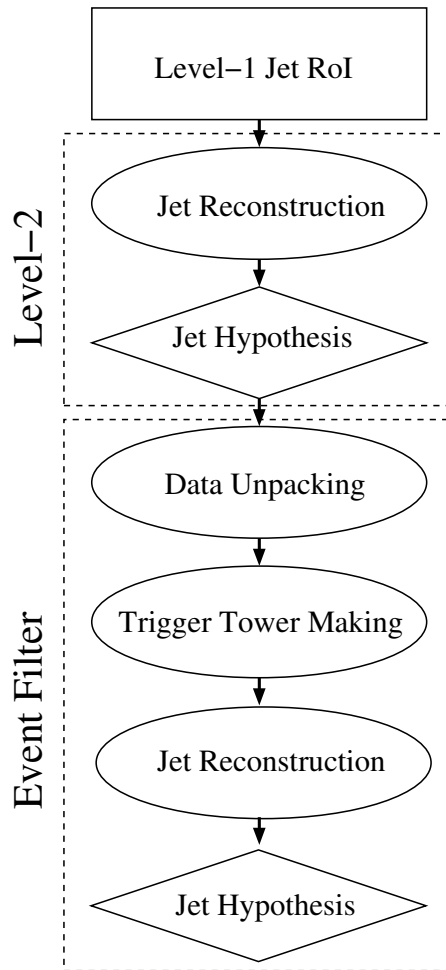 Level−1 Jet RoI
Level−2
Jet Reconstruction
Jet Hypothesis
Event Filter
Data Unpacking
Trigger Tower Making
Jet Reconstruction
Jet Hypothesis